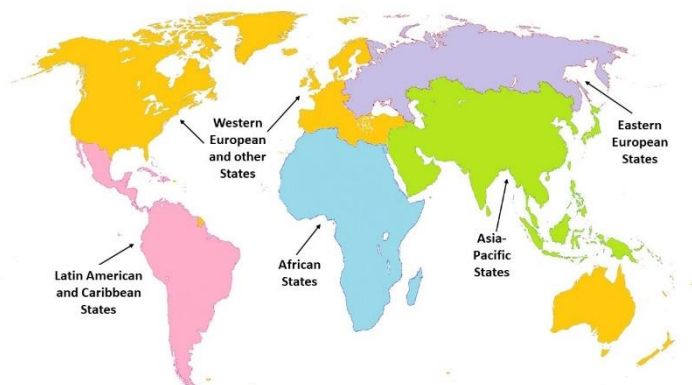 Western
European
and other
States
Eastern
European
States
Latin American
and Caribbean
States
African
States
Asia-
Pacific
States